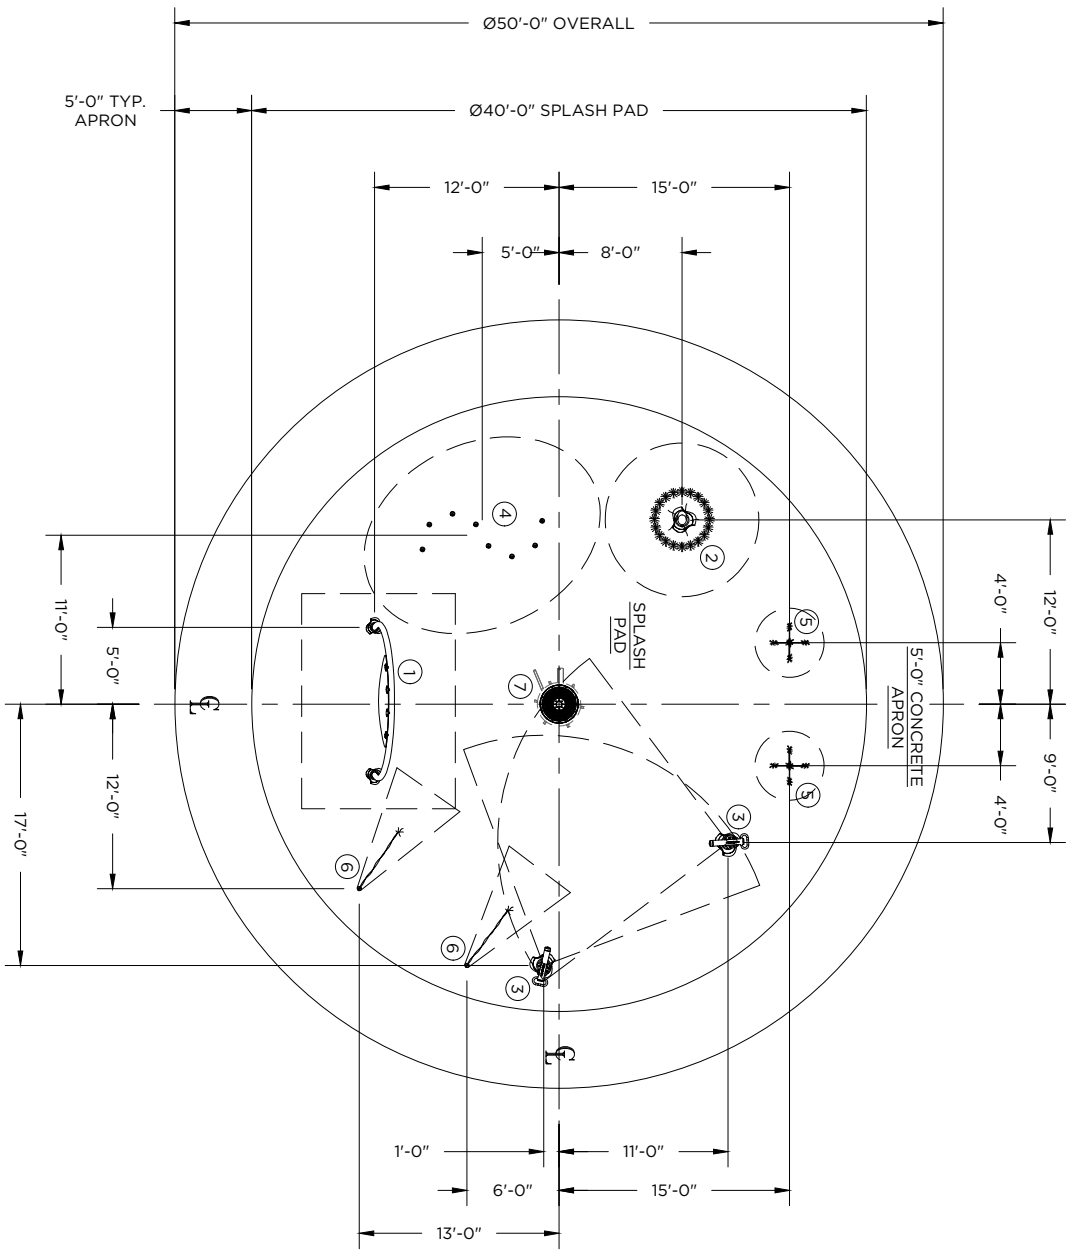 Ø50'-0" OVERALL
5'-0" TYP.
APRON
Ø40'-0" SPLASH PAD
12'-0"
15'-0"
5'-0"
8'-0"
4
2
SPLASH
PAD
5
4'-0"
12'-0"
11'-0"
5'-0"
1
7
5'-0" CONCRETE
APRON
CL
12'-0"
17'-0"
5
4'-0"
9'-0"
3
6
6
3
CL
1'-0"
11'-0"
6'-0"
15'-0"
13'-0"